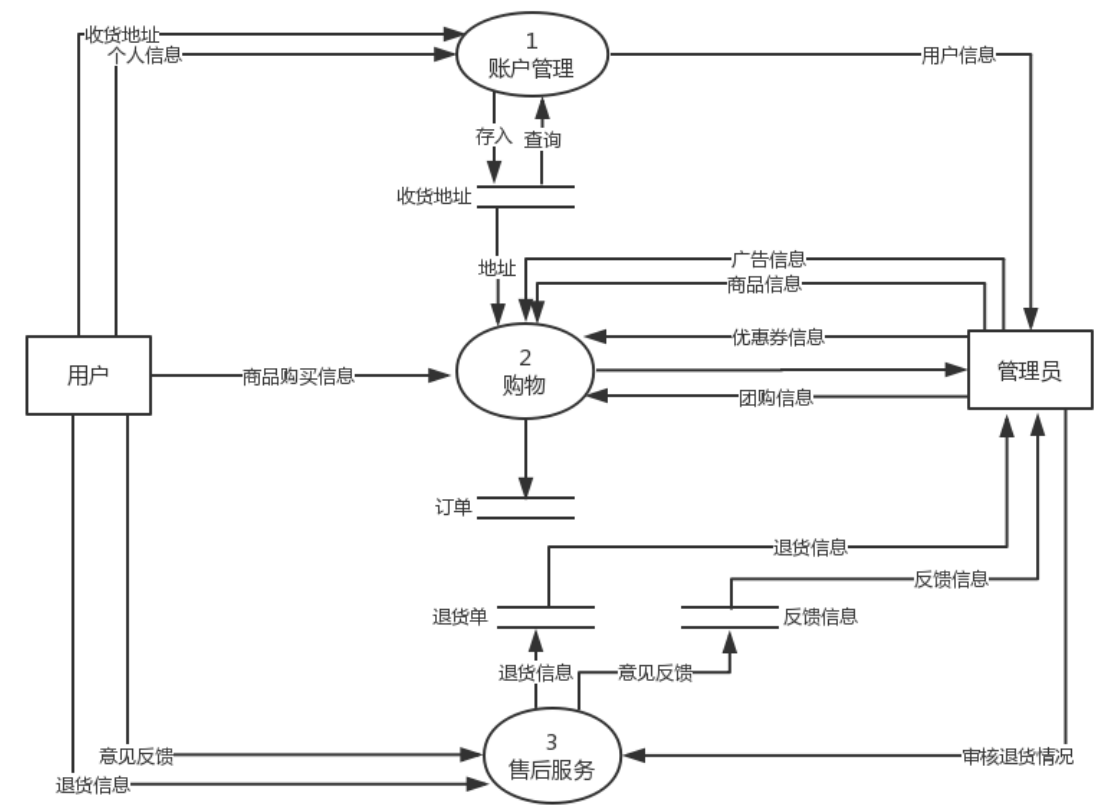 收货地址
个人信息
1
账户管理
用户信息
存入
查询
收货地址
地址
广告信息
商品信息
优惠券信息
用户
商品购买信息
2
购物
管理员
团购信息
订单
退货信息
反馈信息
退货单
反馈信息
退货信息
意见反馈
3
售后服务
意见反馈
审核退货情况
退货信息